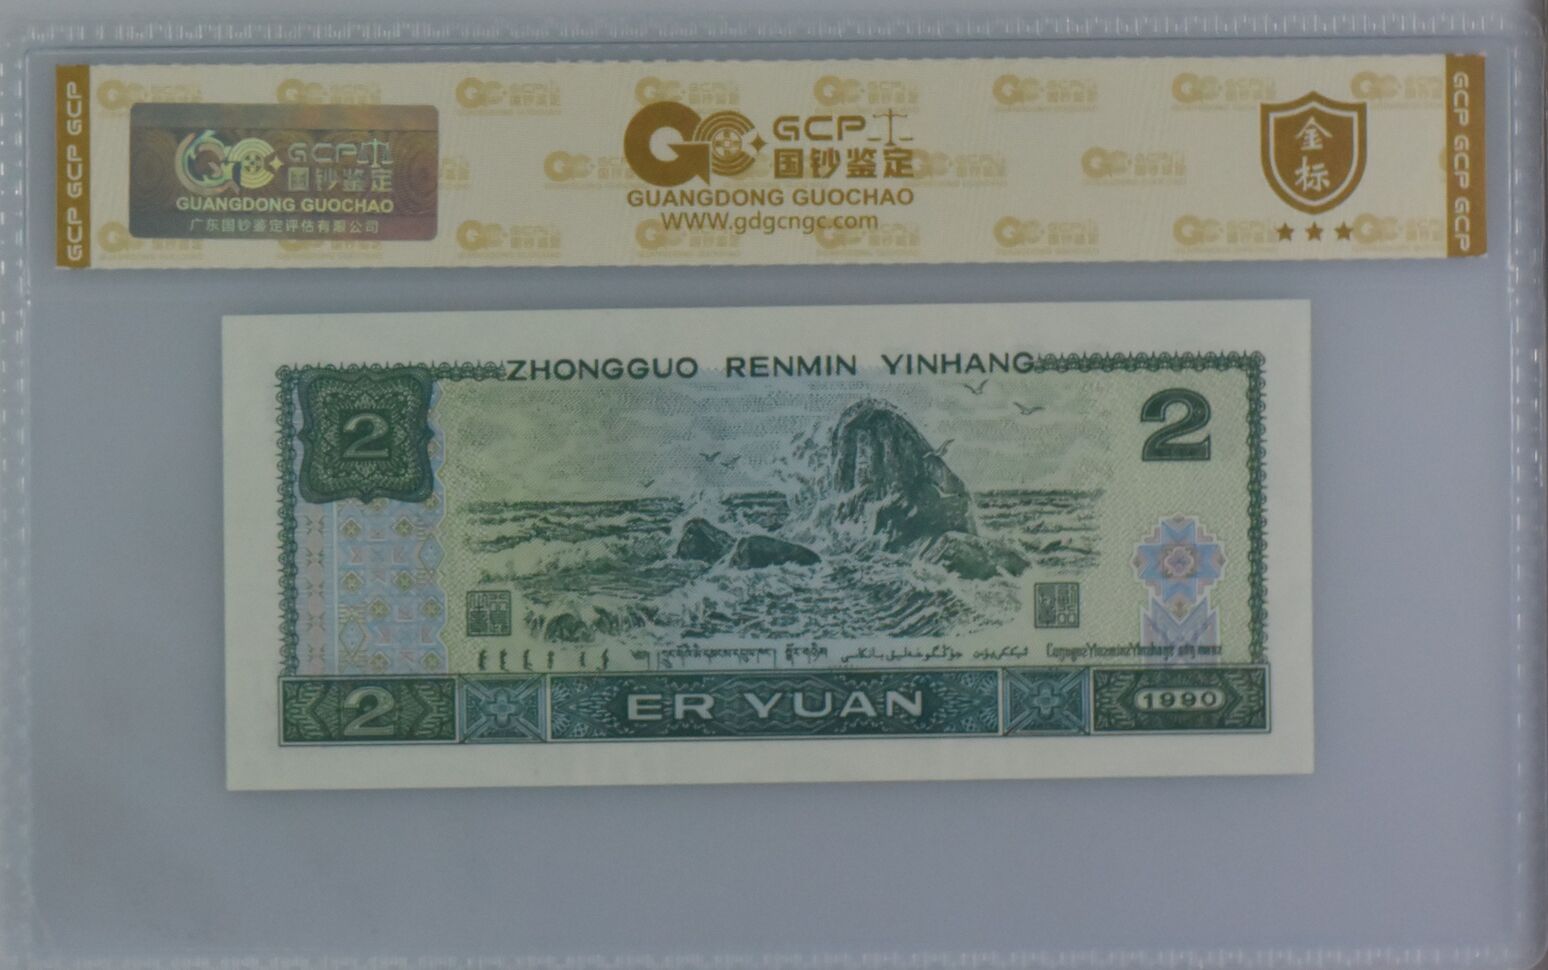 GCP GCP GCP
GCP
国钞鉴定
GUANGDONG GUOCHAO
广东国钞鉴定评估有限公司
GCP
国钞鉴定
GUANGDONG GUOCHAO
WWW.gdgcngc.com
金
标
GCP GCP GCP
ZHONGGUO RENMIN YINHANG
2
2
2
ER YUAN
1990